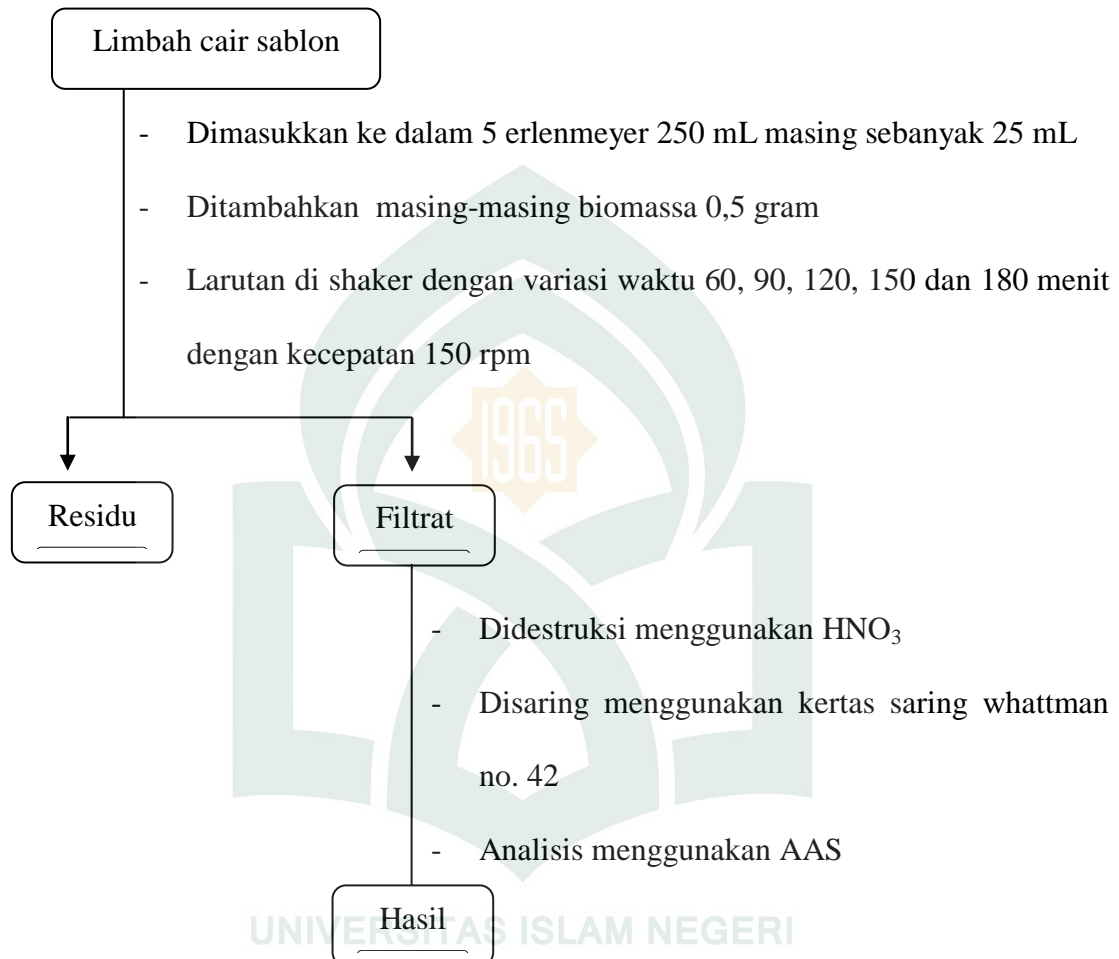 Limbah cair sablon
- Dimasukkan ke dalam 5 erlenmeyer 250 mL masing sebanyak 25 mL
- Ditambahkan masing-masing biomassa 0,5 gram
- Larutan di shaker dengan variasi waktu 60, 90, 120, 150 dan 180 menit
dengan kecepatan 150 rpm
1965
Residu
Filtrat
- Didestruksi menggunakan HNO₃
- Disaring menggunakan kertas saring whattman
no. 42
- Analisis menggunakan AAS
Hasil
UNIVERSITAS ISLAM NEGERI